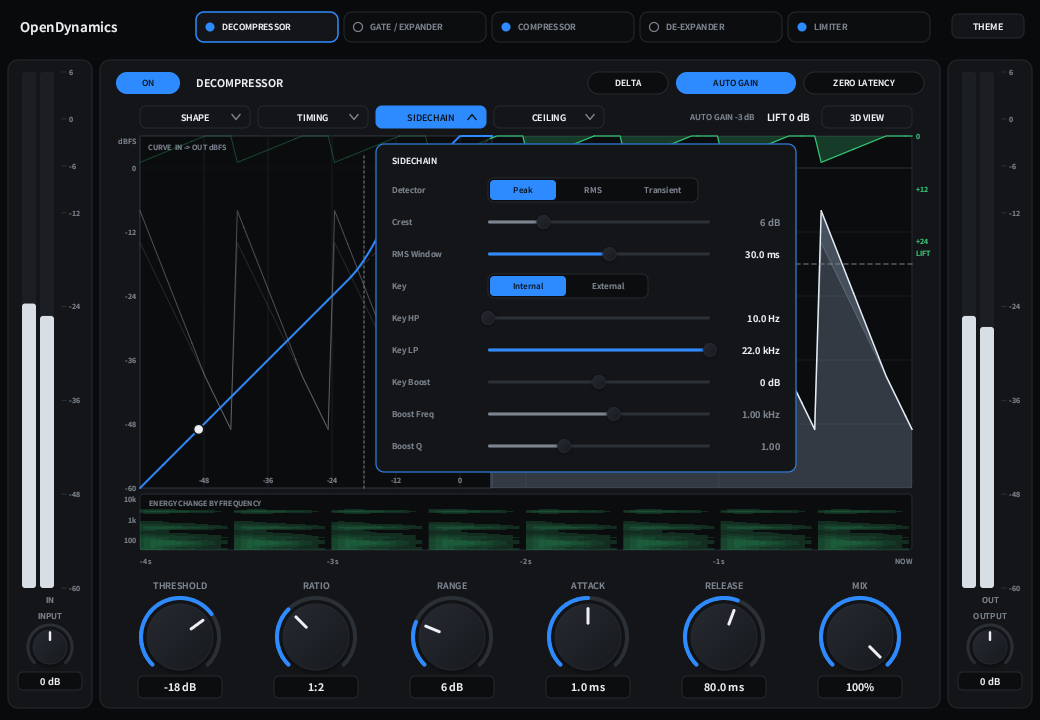 OpenDynamics
DECOMPRESSOR
GATE / EXPANDER
COMPRESSOR
DE-EXPANDER
LIMITER
THEME
ON
DECOMPRESSOR
DELTA
AUTO GAIN
ZERO LATENCY
SHAPE
TIMING
SIDECHAIN
CEILING
AUTO GAIN -3 dB
LIFT 0 dB
3D VIEW
6
0
-6
-12
-24
-36
-48
-60
IN
INPUT
0 dB
dBFS
0
-12
-24
-36
-48
-60
CURVE IN -> OUT dBFS
-48
-36
-24
-12
0
SIDECHAIN
Detector
Peak
RMS
Transient
Crest
6 dB
RMS Window
30.0 ms
Key
Internal
External
Key HP
10.0 Hz
Key LP
22.0 kHz
Key Boost
0 dB
Boost Freq
1.00 kHz
Boost Q
1.00
0
+12
+24
LIFT
10k
1k
100
ENERGY CHANGE BY FREQUENCY
-4s
-3s
-2s
-1s
NOW
THRESHOLD
RATIO
RANGE
ATTACK
RELEASE
MIX
-18 dB
1:2
6 dB
1.0 ms
80.0 ms
100%
6
0
-6
-12
-24
-36
-48
-60
OUT
OUTPUT
0 dB